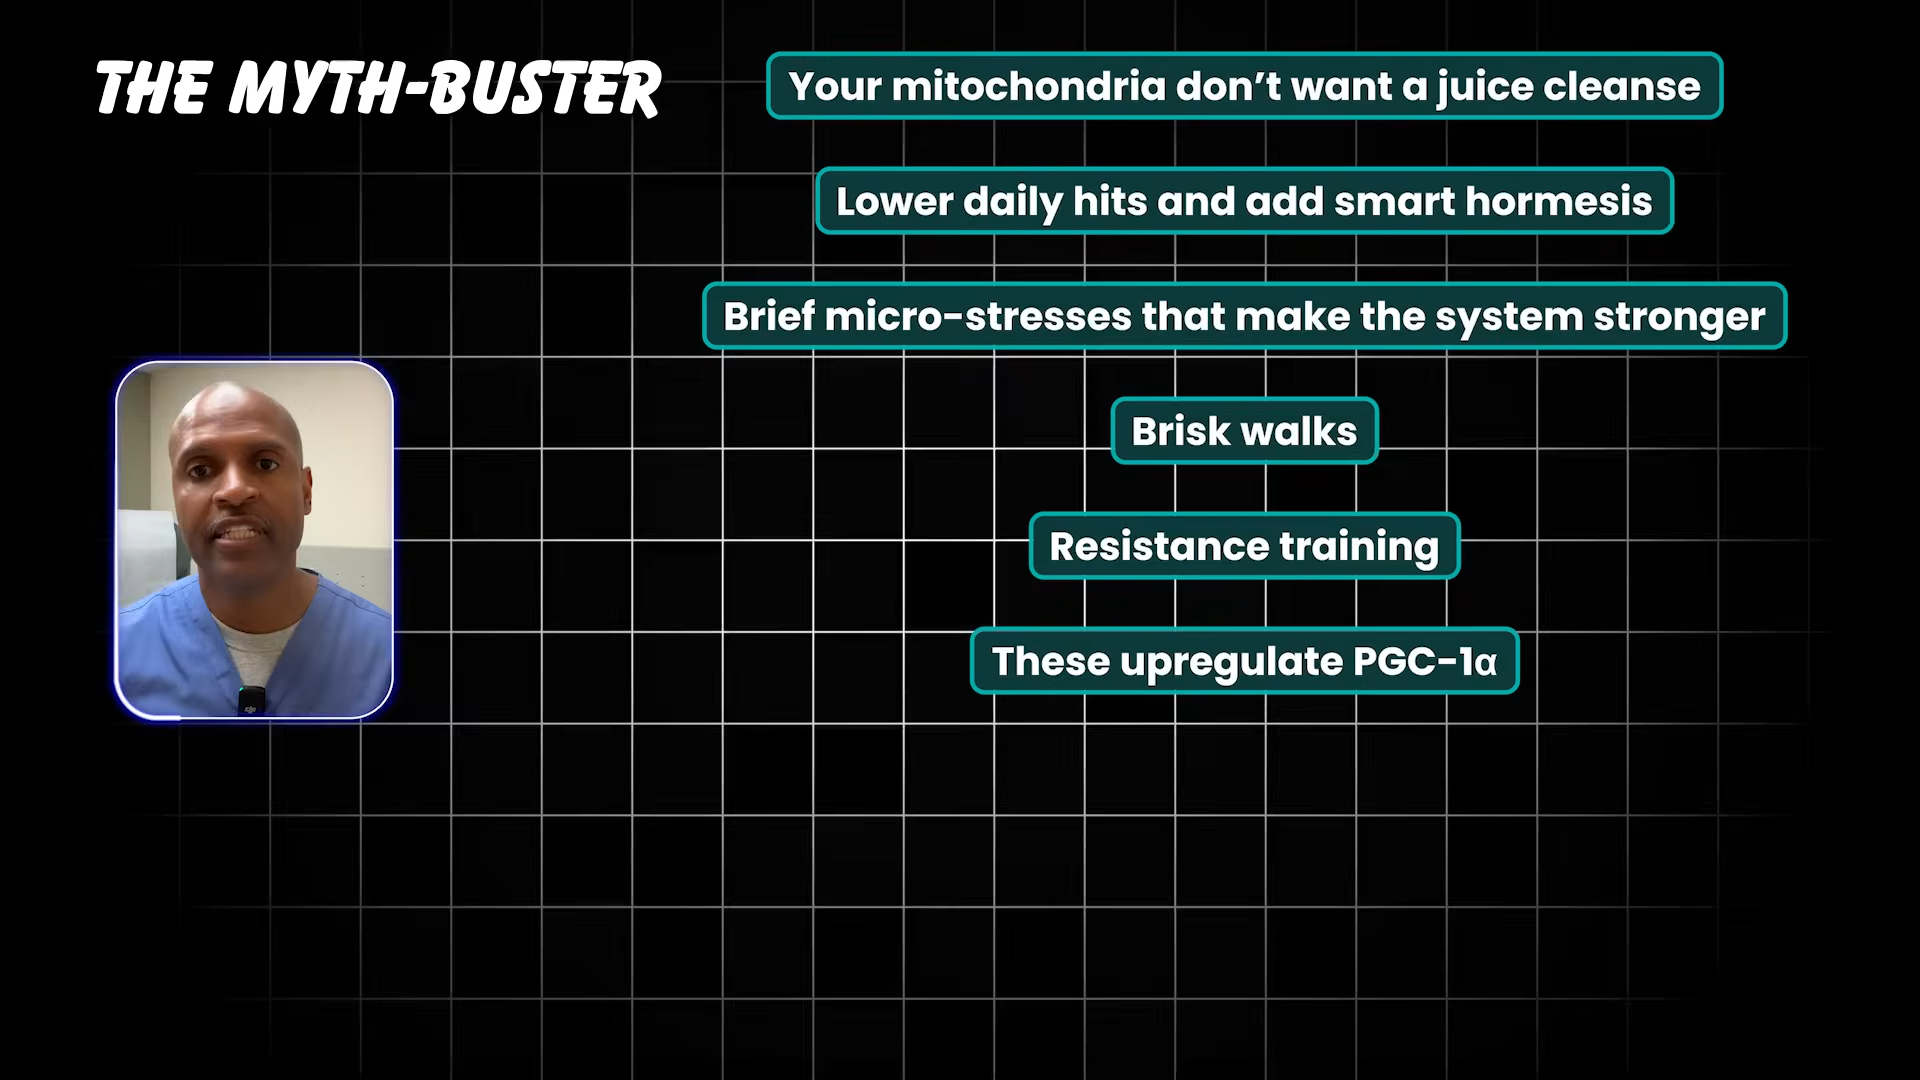 THE MYTH-BUSTER
Your mitochondria don’t want a juice cleanse
Lower daily hits and add smart hormesis
Brief micro-stresses that make the system stronger
Brisk walks
Resistance training
These upregulate PGC-1α